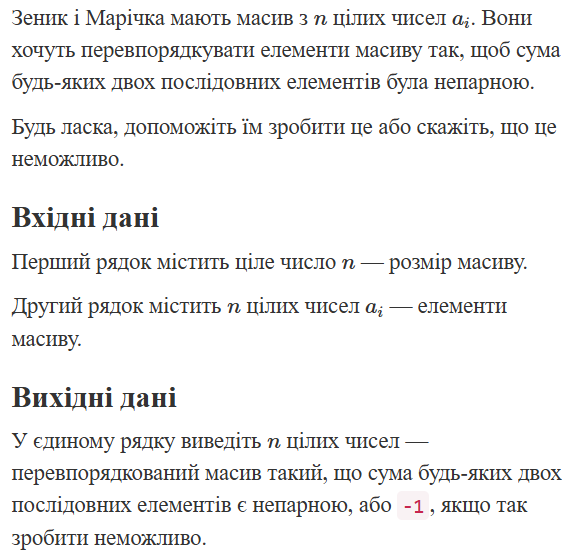 Зеник і Марічка мають масив з n цілих чисел aᵢ. Вони
хочуть перевпорядкувати елементи масиву так, щоб сума
будь-яких двох послідовних елементів була непарною.
Будь ласка, допоможіть їм зробити це або скажіть, що це
неможливо.
Вхідні дані
Перший рядок містить ціле число n — розмір масиву.
Другий рядок містить n цілих чисел aᵢ — елементи
масиву.
Вихідні дані
У єдиному рядку виведіть n цілих чисел —
перевпорядкований масив такий, що сума будь-яких двох
послідовних елементів є непарною, або -1, якщо так
зробити неможливо.